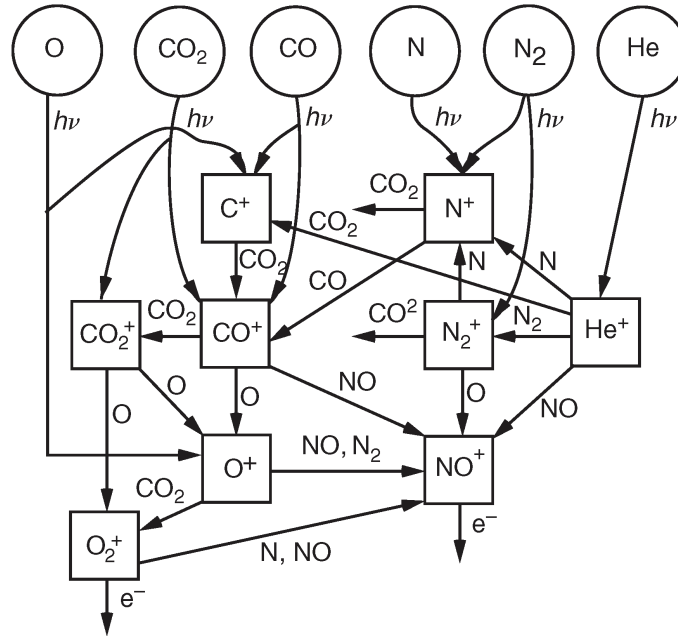 O CO₂ CO N N₂ He
hν hν hν hν hν hν
CO₂
C⁺ N⁺
CO₂
CO₂ CO N N
CO₂ CO² N₂
CO₂⁺ CO⁺ N₂⁺ He⁺
O O O NO O NO
O⁺ NO, N₂ NO⁺
CO₂
O₂⁺ N, NO e⁻
e⁻